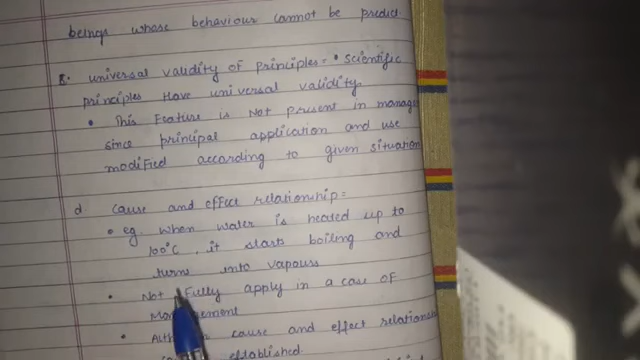 beings whose behaviour cannot be predict.
universal validity of principles = • Scientific
principles Have universal validity.
• This Feature is Not present in manage
since principal application and use
modified according to given situation
d cause and effect relationship =
• eg. When water is heated up to
100°C, it starts boiling and
turns into vapours
• Not Fully apply in a case of
• cause and effect relations
established